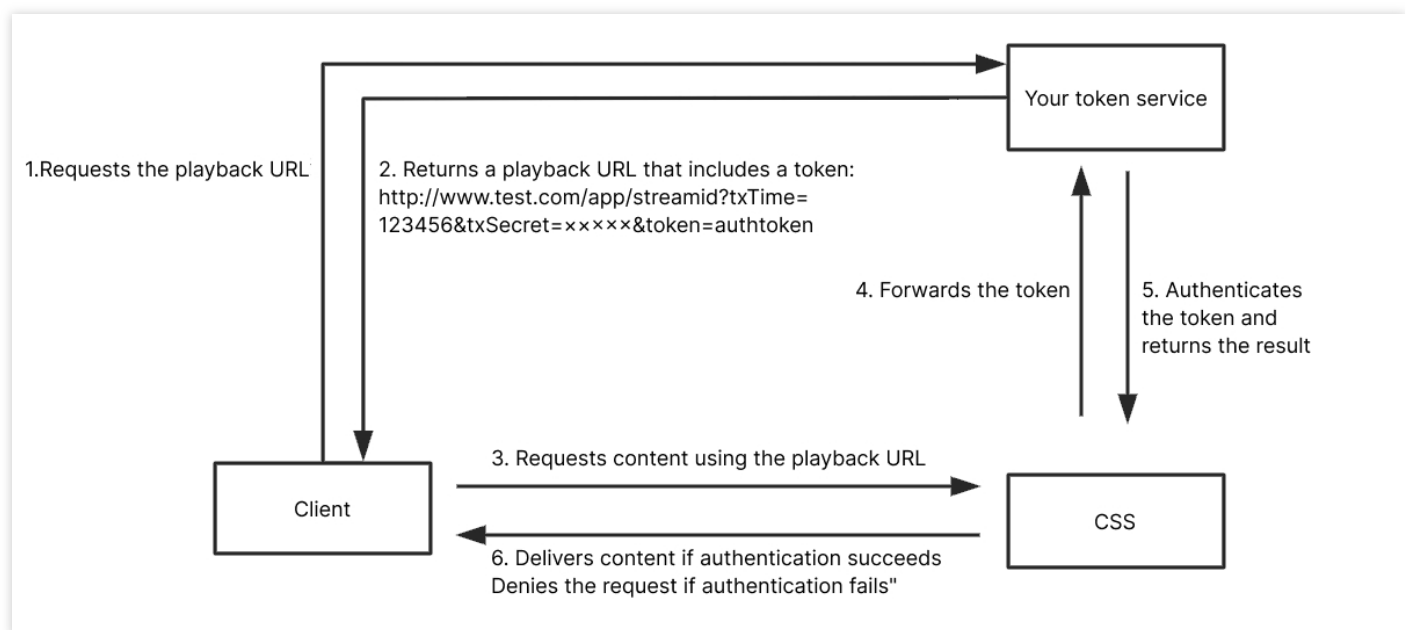 Your token service
1.Requests the playback URL
2. Returns a playback URL that includes a token:
http://www.test.com/app/streamid?txTime=
123456&txSecret=×××××&token=authtoken
4. Forwards the token
5. Authenticates
the token and
returns the result
3. Requests content using the playback URL
Client
CSS
6. Delivers content if authentication succeeds
Denies the request if authentication fails"